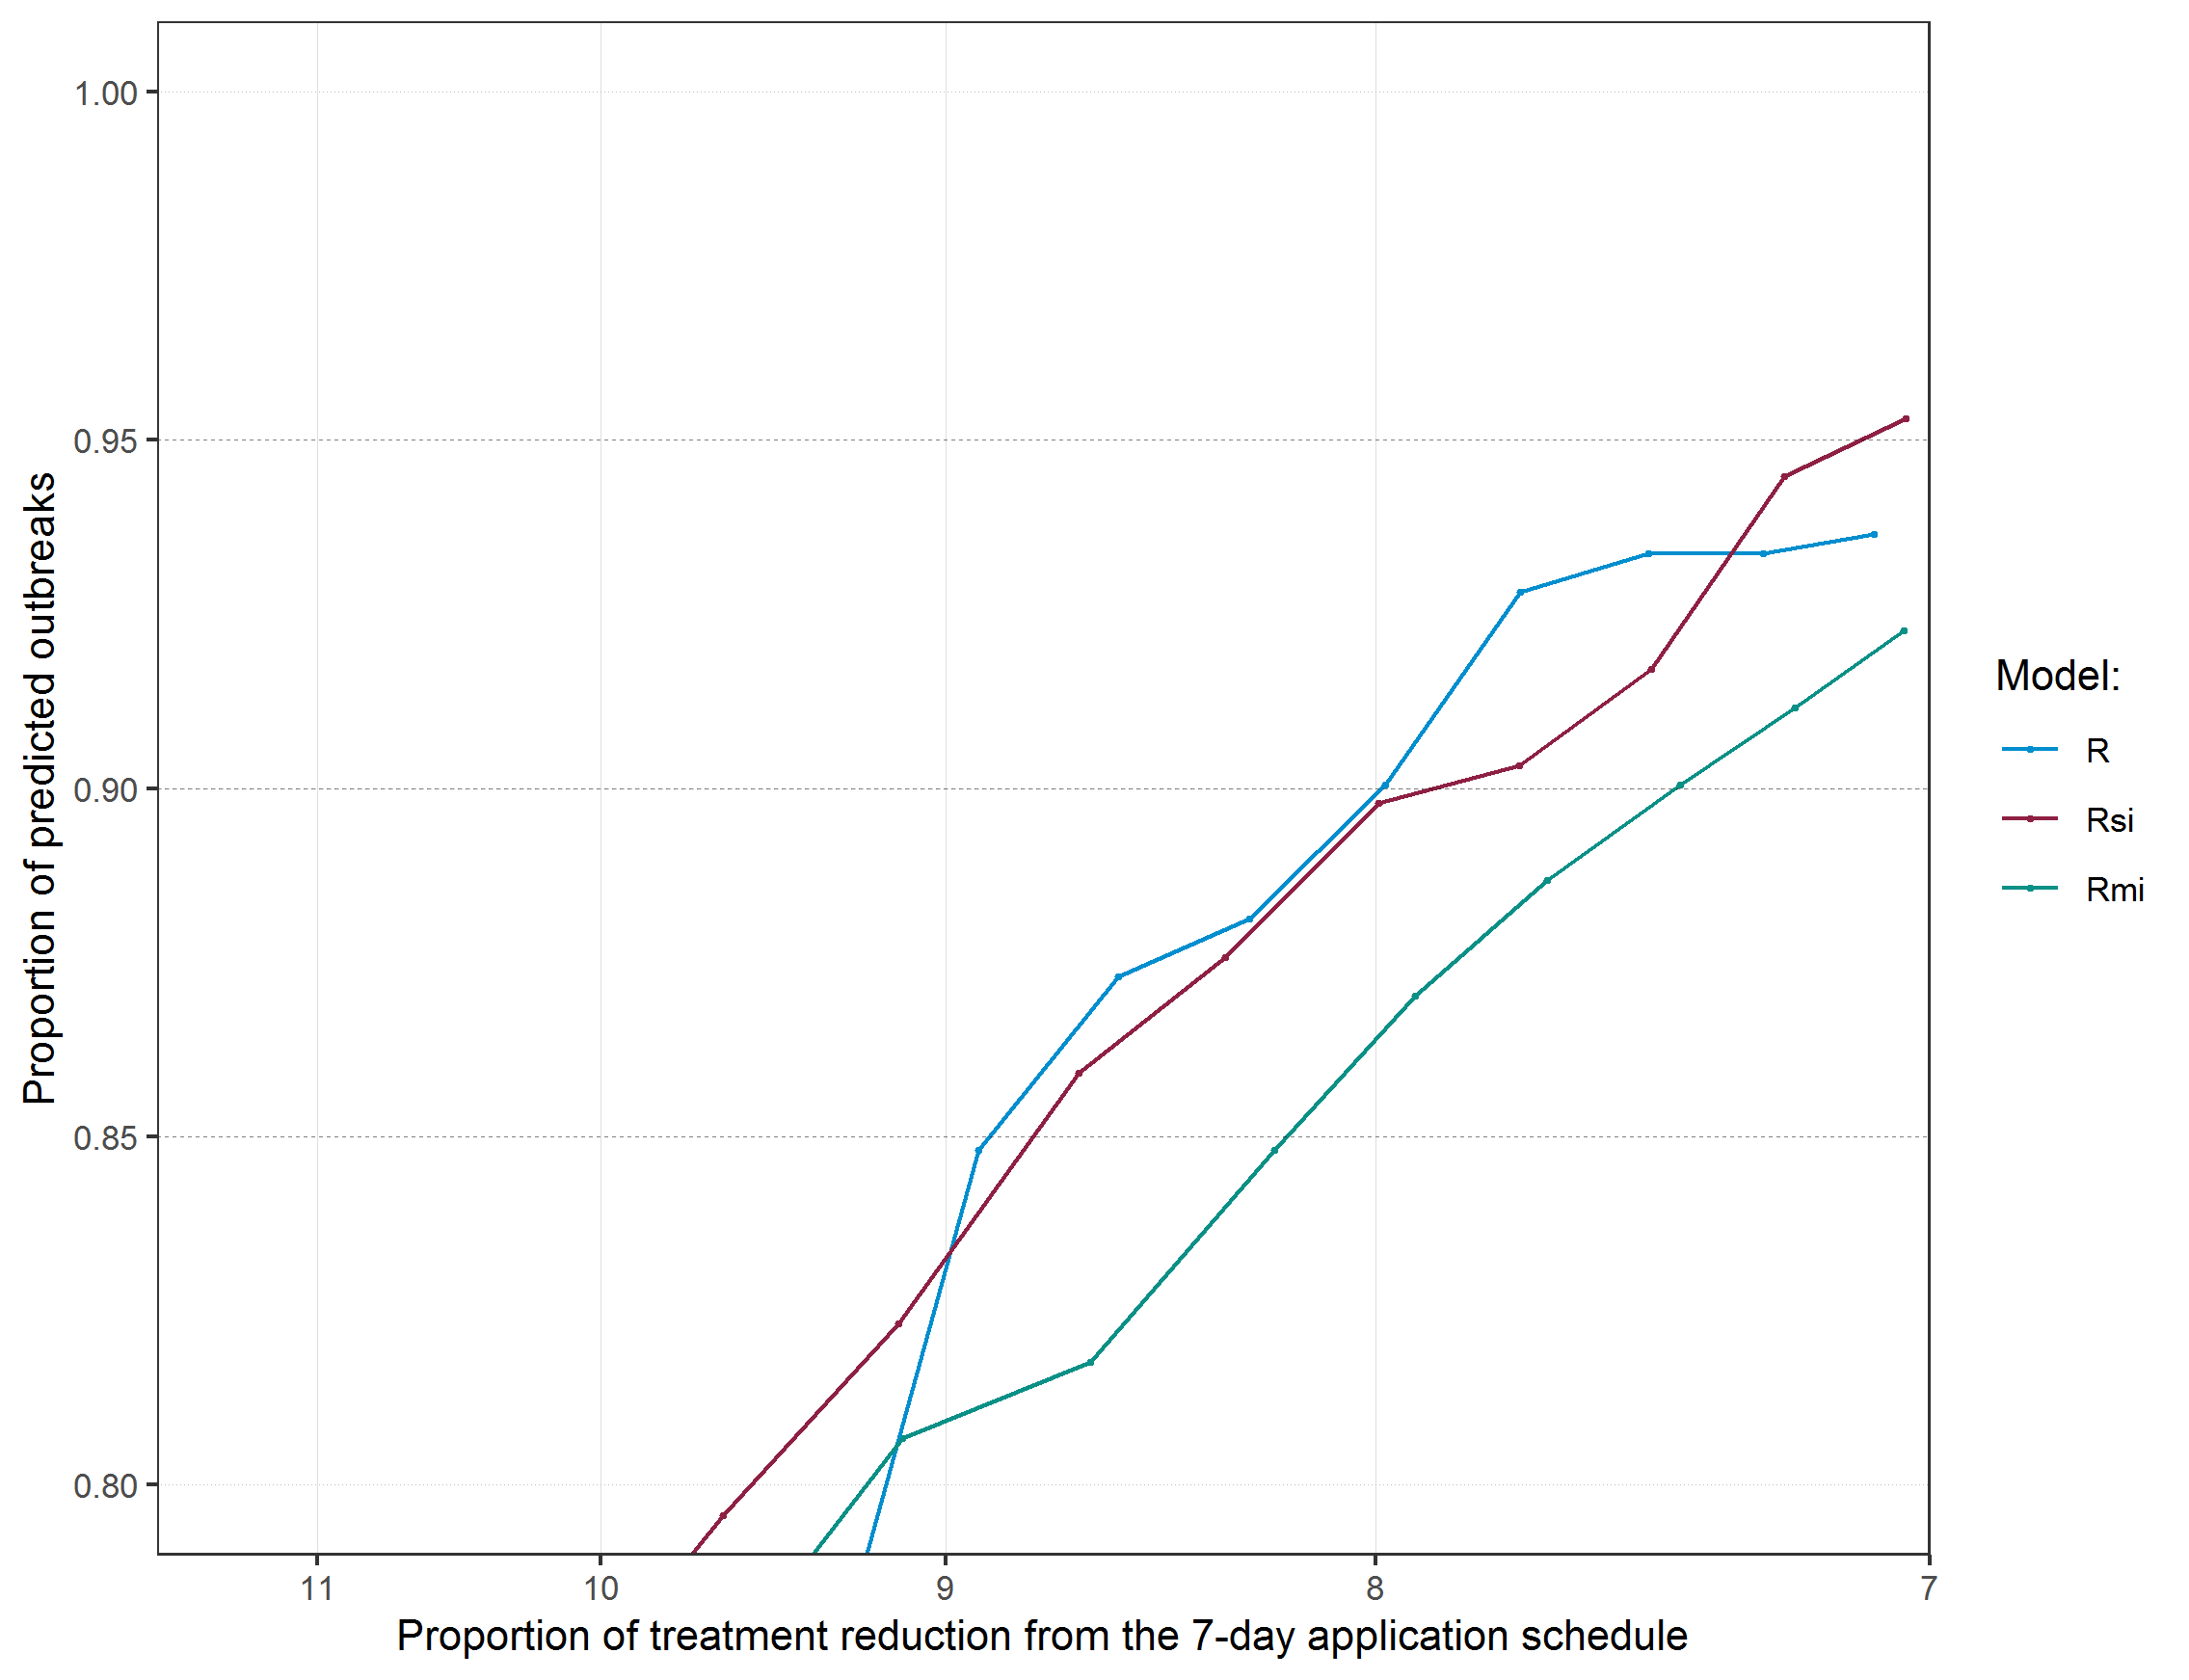 1.00
0.95
0.90
0.85
0.80
Proportion of predicted outbreaks
11
10
9
8
7
Proportion of treatment reduction from the 7-day application schedule
Model:
R
Rsi
Rmi